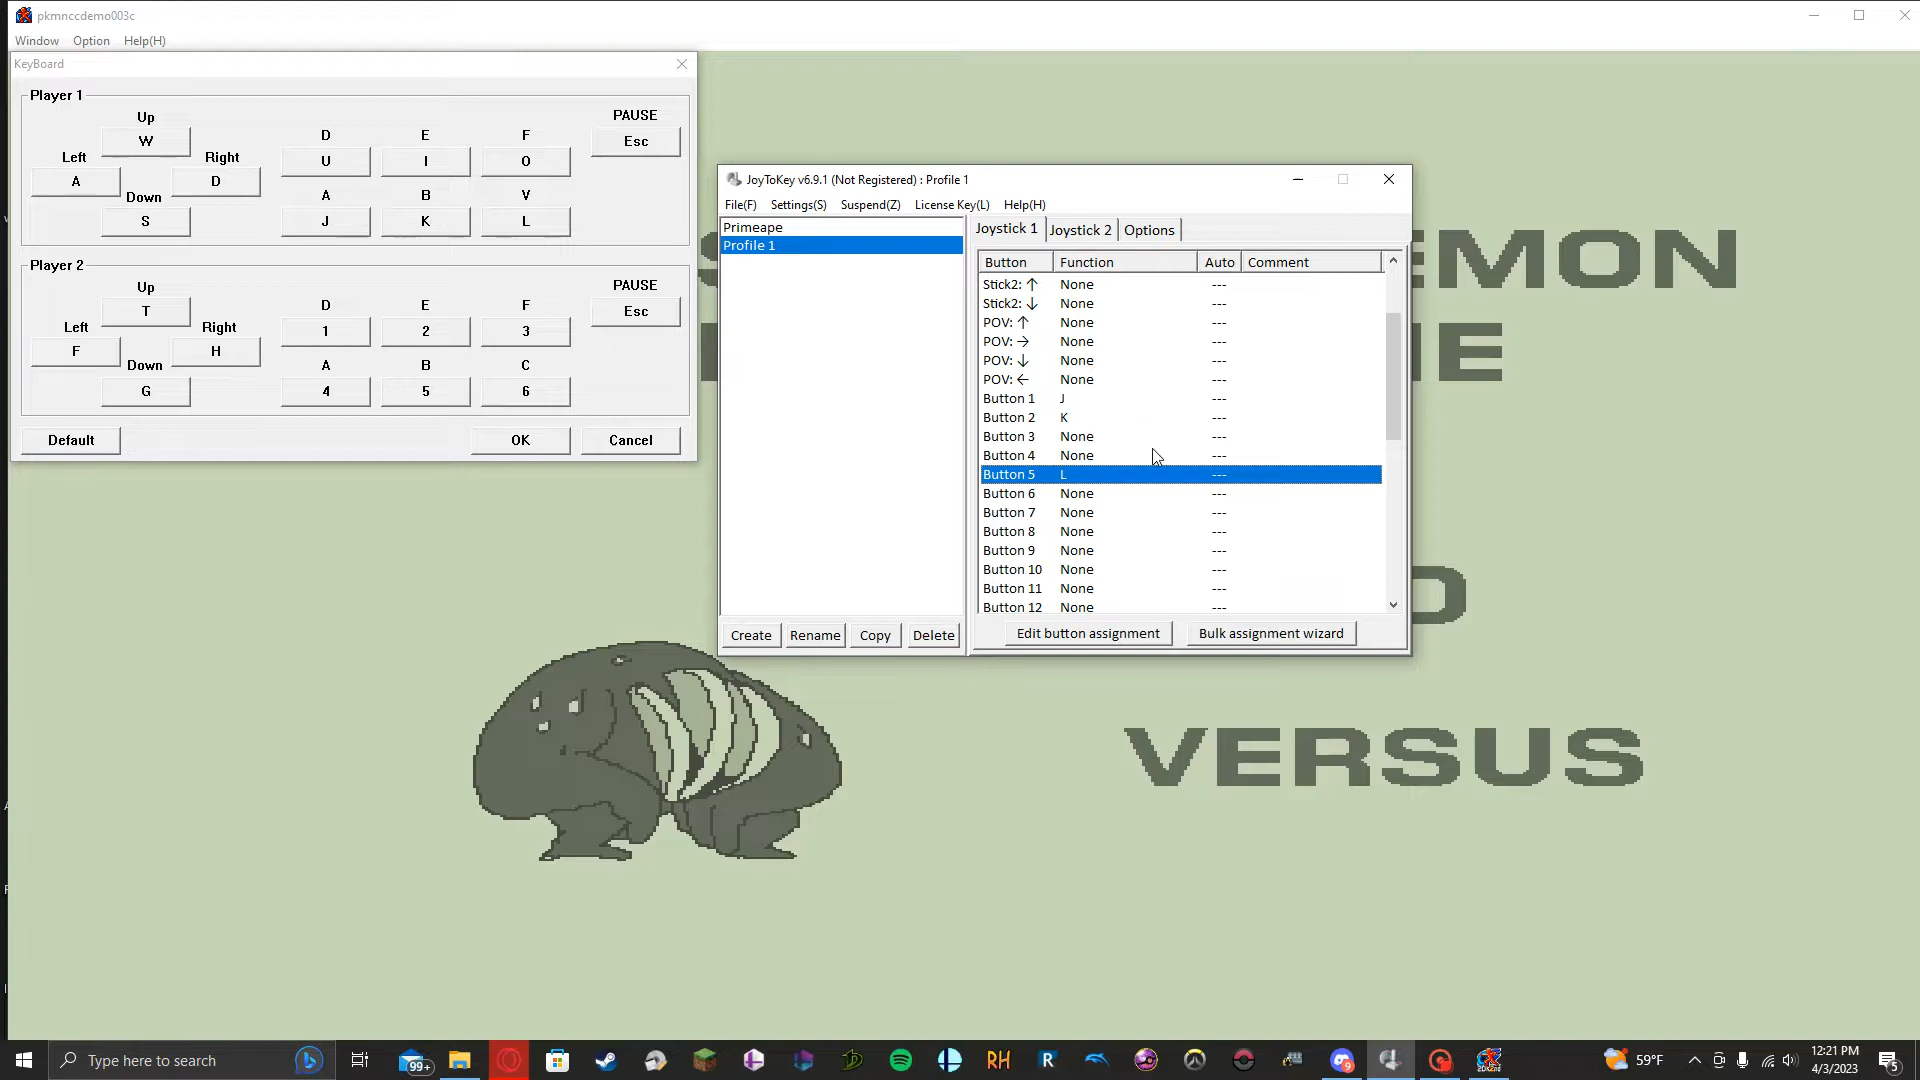 pkmnccdemo003c
Window Option Help(H)
KeyBoard
Player 1
Up
W
Left
A
Right
D
Down
S
D
U
E
I
F
O
A
J
B
K
V
L
PAUSE
Esc
Player 2
Up
T
Left
F
Right
H
Down
G
D
1
E
2
F
3
A
4
B
5
C
6
PAUSE
Esc
Default
OK
Cancel
JoyToKey v6.9.1 (Not Registered) : Profile 1
File(F) Settings(S) Suspend(Z) License Key(L) Help(H)
Primeape
Profile 1
Joystick 1 Joystick 2 Options
Button Function Auto Comment
Stick2: ↑ None ---
Stick2: ↓ None ---
POV: ↑ None ---
POV: → None ---
POV: ↓ None ---
POV: ← None ---
Button 1 J ---
Button 2 K ---
Button 3 None ---
Button 4 None ---
Button 5 L ---
Button 6 None ---
Button 7 None ---
Button 8 None ---
Button 9 None ---
Button 10 None ---
Button 11 None ---
Button 12 None ---
Create Rename Copy Delete
Edit button assignment
Bulk assignment wizard
EMON
E
VERSUS
Type here to search
99+
RH
R
9
59°F
12:21 PM
4/3/2023
5